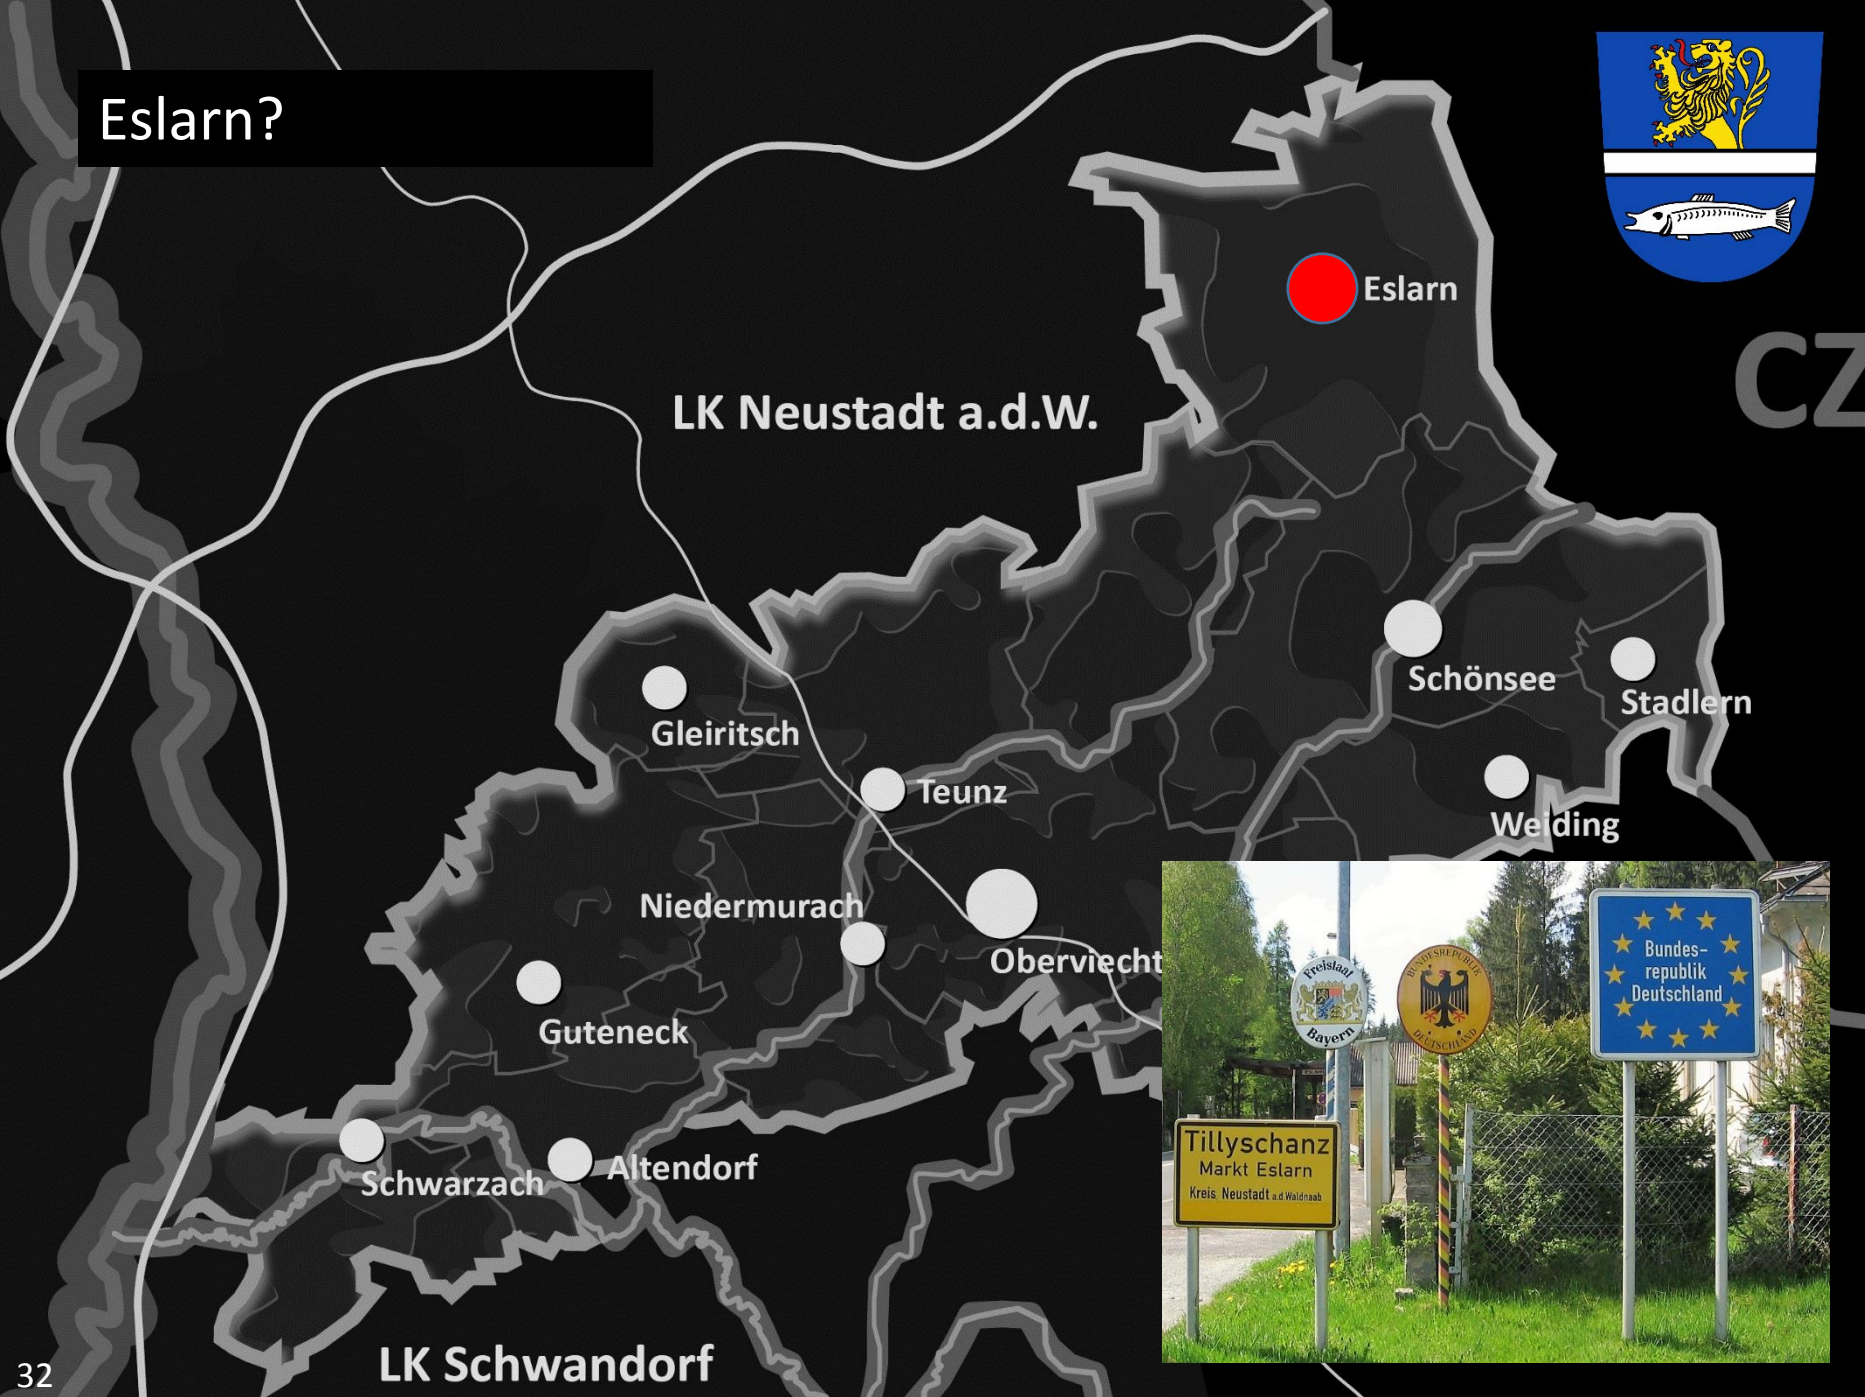 Eslarn?
Eslarn
CZ
LK Neustadt a.d.W.
Schönsee
Stadlern
Gleiritsch
Teunz
Weiding
Niedermurach
Oberviecht
Guteneck
Schwarzach
Altendorf
LK Schwandorf
32
Freistaat
Bayern
BUNDESREPUBLIK
DEUTSCHLAND
Bundes-
republik
Deutschland
Tillyschanz
Markt Eslarn
Kreis Neustadt a.d.Waldnaab